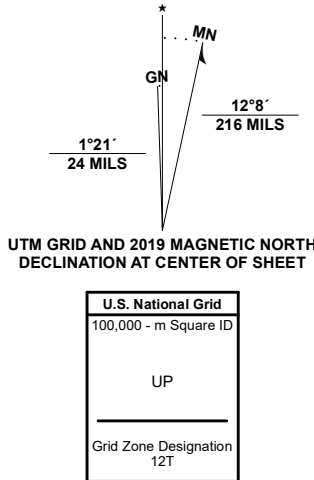 ★
MN
GN
1°21´
24 MILS
12°8´
216 MILS
UTM GRID AND 2019 MAGNETIC NORTH
DECLINATION AT CENTER OF SHEET
U.S. National Grid
100,000 - m Square ID
UP
Grid Zone Designation
12T